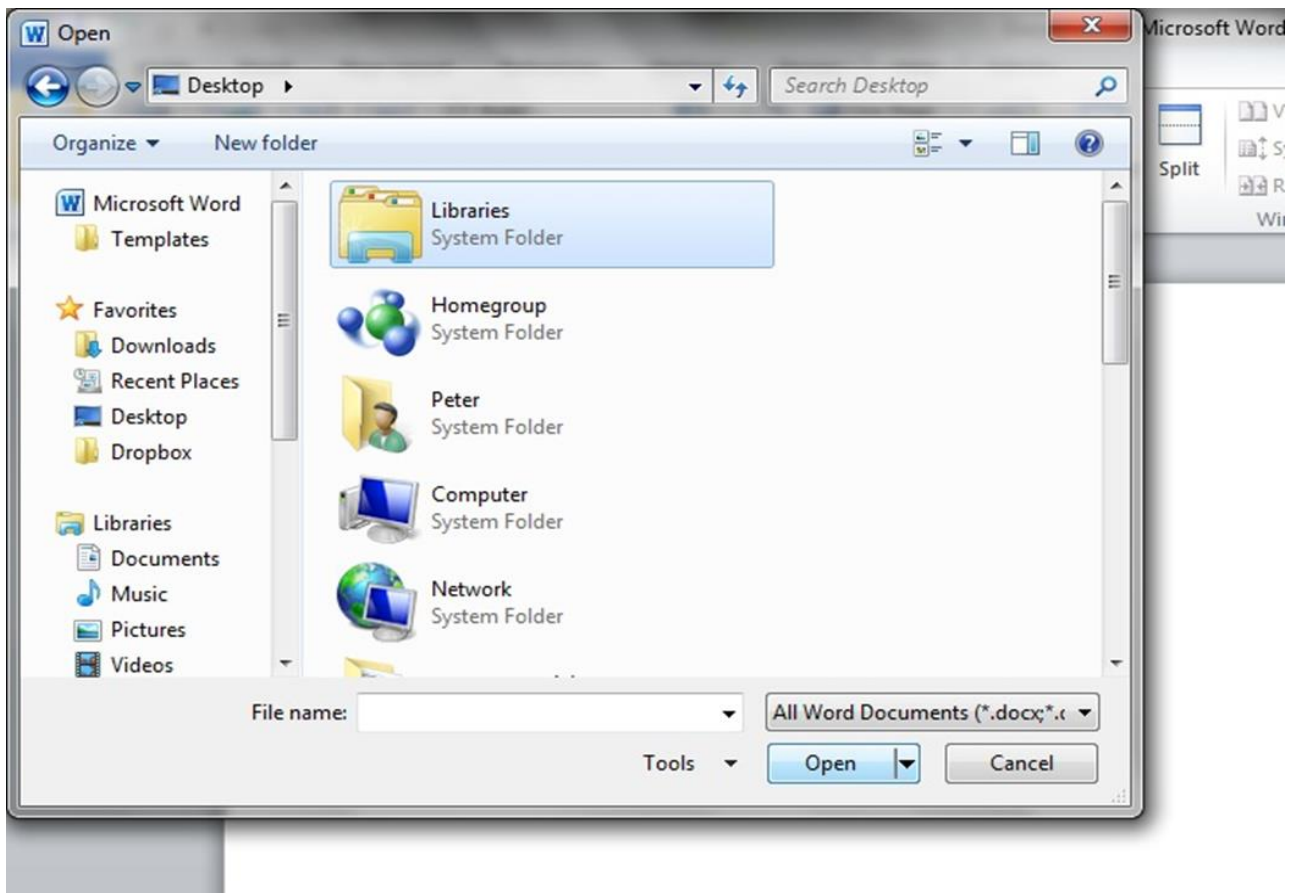 Open
Microsoft Word
Desktop
Search Desktop
Organize
New folder
Split
Microsoft Word
Templates
Favorites
Downloads
Recent Places
Desktop
Dropbox
Libraries
Documents
Music
Pictures
Videos
Libraries
System Folder
Homegroup
System Folder
Peter
System Folder
Computer
System Folder
Network
System Folder
File name:
All Word Documents (*.docx;*.
Tools
Open
Cancel